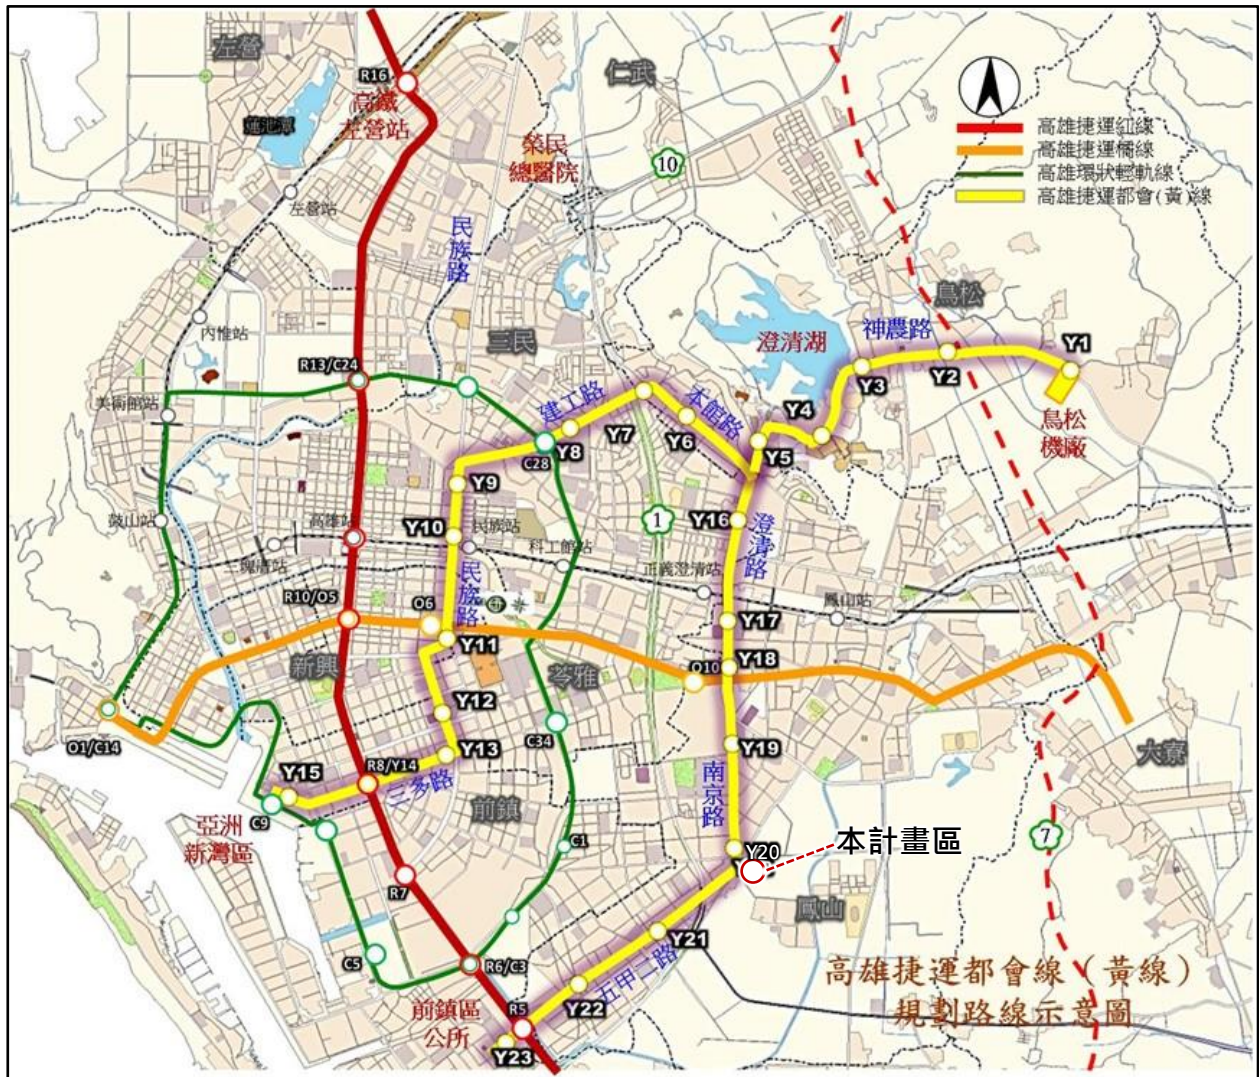 左營
仁武
R16
高鐵
左營站
蓮池潭
榮民
總醫院
10
高雄捷運紅線
高雄捷運橘線
高雄環狀輕軌線
高雄捷運都會(黃)線
左營站
民族路
內惟站
三民
澄清湖
神農路
鳥松
R13/C24
Y3
Y2
Y1
美術館站
建工路
Y7
本館路
Y6
Y4
Y5
鳥松
機廠
Y8
C28
Y9
鼓山站
高雄站
Y10
民族站
科工館站
三塊厝站
1
Y16
澄清路
正義澄清站
鳳山站
民族路
R10/O5
O6
Y11
Y17
新興
苓雅
O10
Y18
Y12
O1/C14
C34
Y13
Y19
大寮
R8/Y14
三多路
Y15
C9
前鎮
南京路
亞洲
新灣區
C1
Y20
本計畫區
7
R7
鳳山
Y21
C5
R6/C3
五甲二路
Y22
前鎮區
公所
R5
Y23
高雄捷運都會線（黃線）
規劃路線示意圖